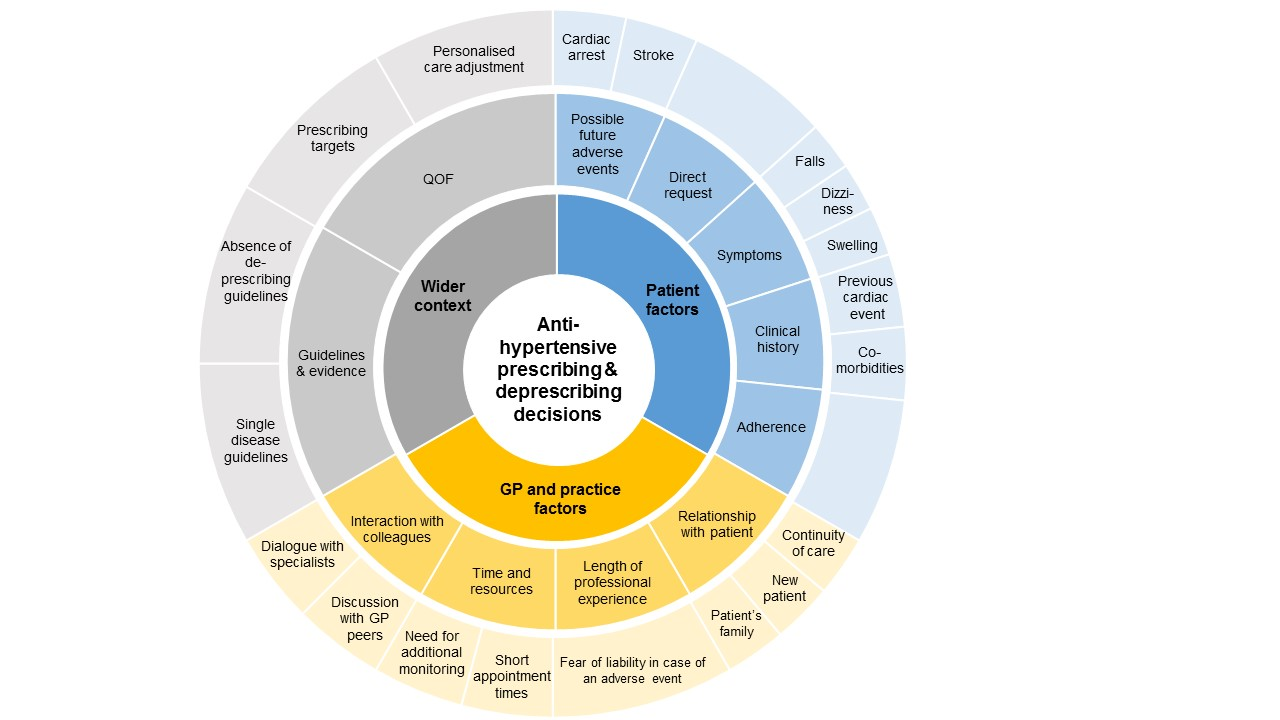 Anti-
hypertensive
prescribing &
deprescribing
decisions
Patient
factors
Possible
future
adverse
events
Cardiac
arrest
Stroke
Direct
request
Symptoms
Falls
Dizzi-
ness
Swelling
Clinical
history
Previous
cardiac
event
Co-
morbidities
Adherence
GP and practice
factors
Relationship
with patient
Continuity
of care
New
patient
Patient’s
family
Length of
professional
experience
Fear of liability in case of
an adverse event
Time and
resources
Short
appointment
times
Need for
additional
monitoring
Interaction with
colleagues
Discussion
with GP
peers
Dialogue with
specialists
Wider
context
Guidelines
& evidence
Single
disease
guidelines
Absence of
de-
prescribing
guidelines
QOF
Prescribing
targets
Personalised
care adjustment